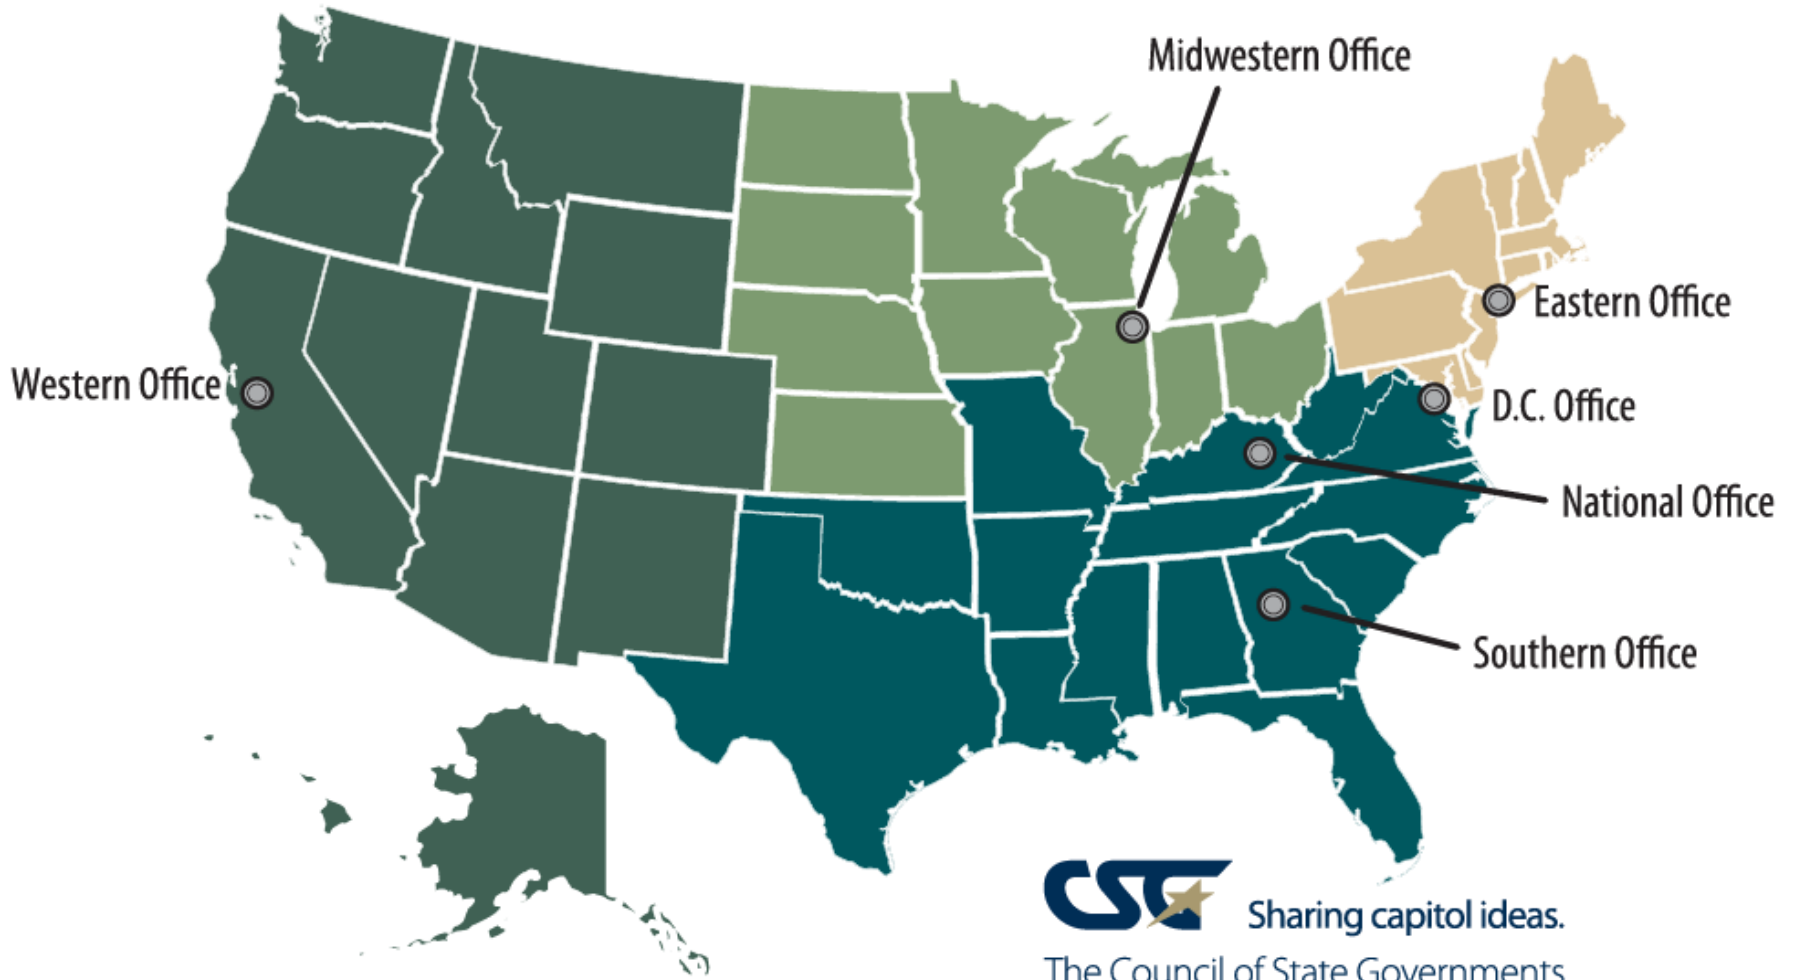 Midwestern Office
Eastern Office
Western Office
D.C. Office
National Office
Southern Office
CSG
Sharing capitol ideas.
The Council of State Governments